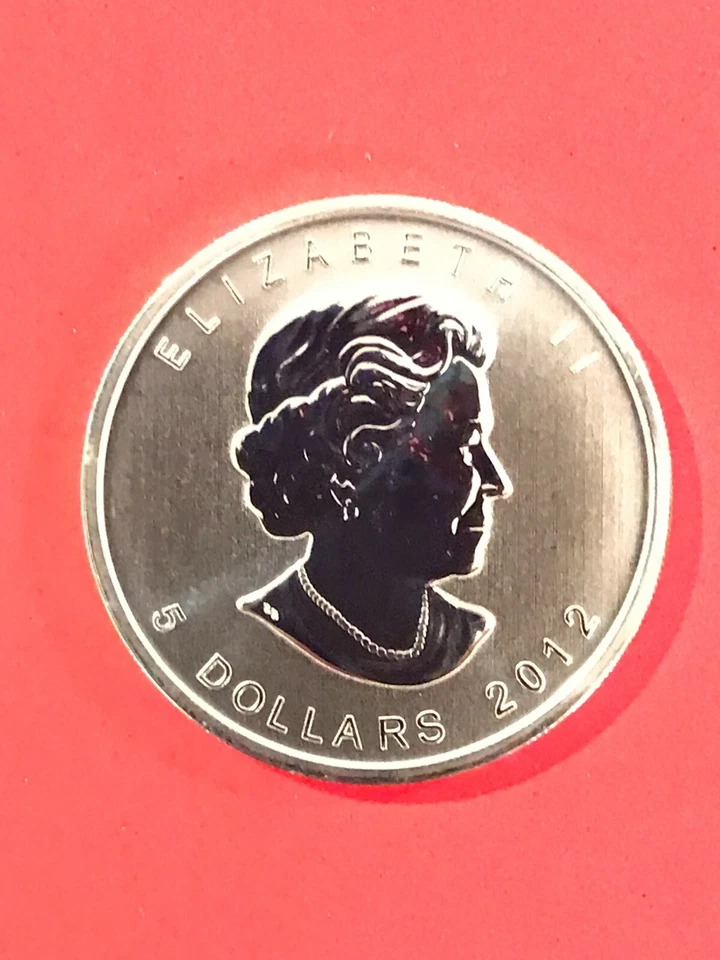 ELIZABETH II
5 DOLLARS 2012